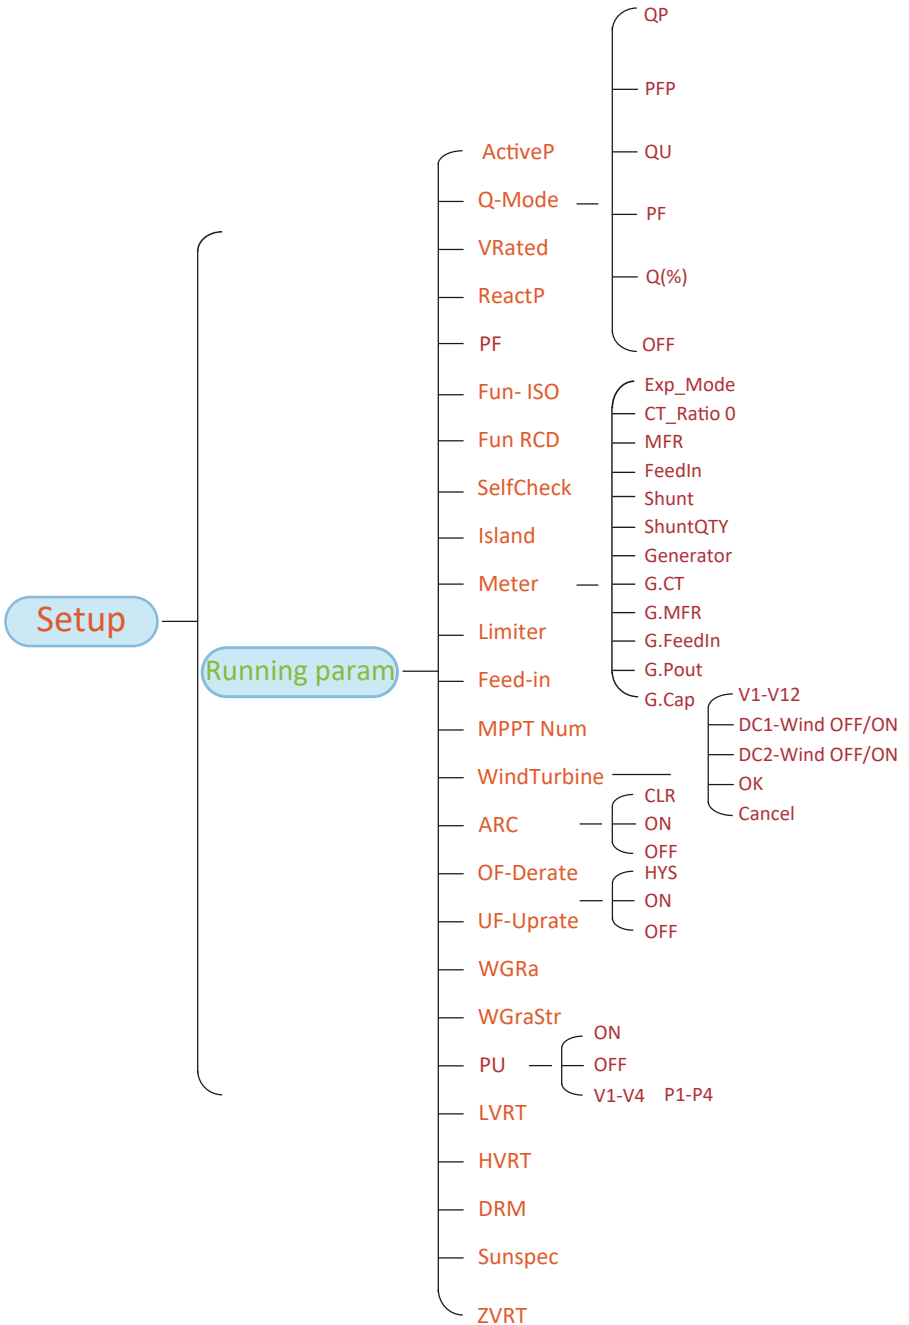 Setup
Running param
ActiveP
Q-Mode
VRated
ReactP
PF
Fun- ISO
Fun RCD
SelfCheck
Island
Meter
Limiter
Feed-in
MPPT Num
WindTurbine
ARC
OF-Derate
UF-Uprate
WGRa
WGraStr
PU
LVRT
HVRT
DRM
Sunspec
ZVRT
QP
PFP
QU
PF
Q(%)
OFF
Exp_Mode
CT_Ratio 0
MFR
FeedIn
Shunt
ShuntQTY
Generator
G.CT
G.MFR
G.FeedIn
G.Pout
G.Cap
V1-V12
DC1-Wind OFF/ON
DC2-Wind OFF/ON
OK
Cancel
CLR
ON
OFF
HYS
ON
OFF
ON
OFF
V1-V4 P1-P4